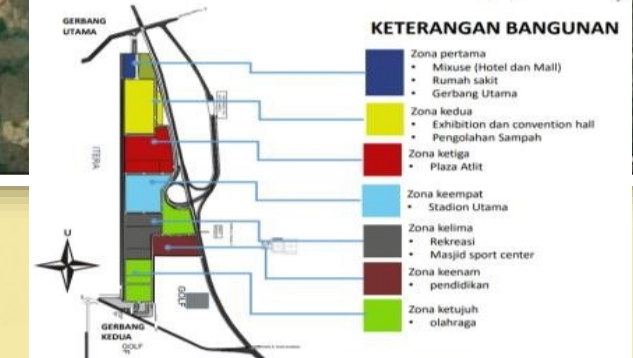 GERBANG
UTAMA
ITERA
U
GOLF
GERBANG
KEDUA
GOLF
KETERANGAN BANGUNAN
Zona pertama
• Mixuse (Hotel dan Mall)
• Rumah sakit
• Gerbang Utama
Zona kedua
• Exhibition dan convention hall
• Pengolahan Sampah
Zona ketiga
• Plaza Atlit
Zona keempat
• Stadion Utama
Zona kelima
• Rekreasi
• Masjid sport center
Zona keenam
• pendidikan
Zona ketujuh
• olahraga